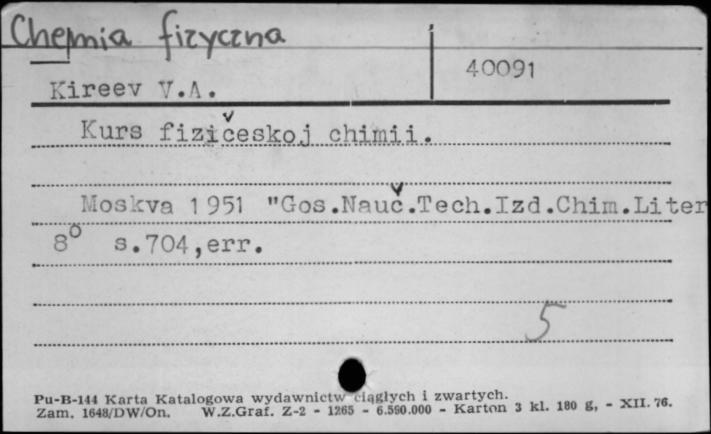 Chemia fizyczna
40091
Kireev V.A.
Kurs fizičeskoj chimii.
Moskva 1951 "Gos.Nauč.Tech.Izd.Chim.Liter
8° s.704,err.
5
Pu-B-144 Karta Katalogowa wydawnictw ciągłych i zwartych.
Zam. 1648/DW/On. W.Z.Graf. Z-2 - 1265 - 6.590.000 - Karton 3 kl. 180 g, - XII. 76.